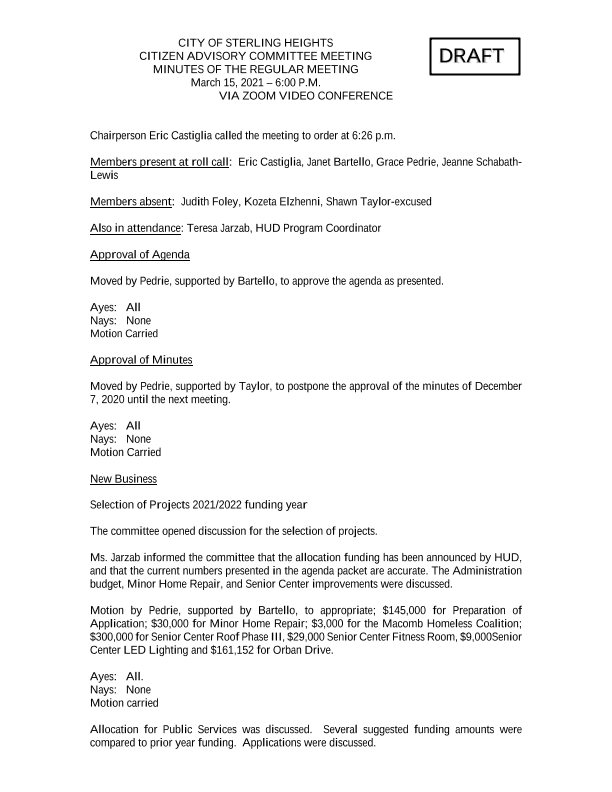 CITY OF STERLING HEIGHTS
CITIZEN ADVISORY COMMITTEE MEETING
MINUTES OF THE REGULAR MEETING
March 15, 2021 – 6:00 P.M.
VIA ZOOM VIDEO CONFERENCE
DRAFT
Chairperson Eric Castiglia called the meeting to order at 6:26 p.m.
Members present at roll call: Eric Castiglia, Janet Bartello, Grace Pedrie, Jeanne Schabath-
Lewis
Members absent: Judith Foley, Kozeta Elzhenni, Shawn Taylor-excused
Also in attendance: Teresa Jarzab, HUD Program Coordinator
Approval of Agenda
Moved by Pedrie, supported by Bartello, to approve the agenda as presented.
Ayes: All
Nays: None
Motion Carried
Approval of Minutes
Moved by Pedrie, supported by Taylor, to postpone the approval of the minutes of December
7, 2020 until the next meeting.
Ayes: All
Nays: None
Motion Carried
New Business
Selection of Projects 2021/2022 funding year
The committee opened discussion for the selection of projects.
Ms. Jarzab informed the committee that the allocation funding has been announced by HUD,
and that the current numbers presented in the agenda packet are accurate. The Administration
budget, Minor Home Repair, and Senior Center improvements were discussed.
Motion by Pedrie, supported by Bartello, to appropriate; $145,000 for Preparation of
Application; $30,000 for Minor Home Repair; $3,000 for the Macomb Homeless Coalition;
$300,000 for Senior Center Roof Phase III, $29,000 Senior Center Fitness Room, $9,000Senior
Center LED Lighting and $161,152 for Orban Drive.
Ayes: All.
Nays: None
Motion carried
Allocation for Public Services was discussed. Several suggested funding amounts were
compared to prior year funding. Applications were discussed.